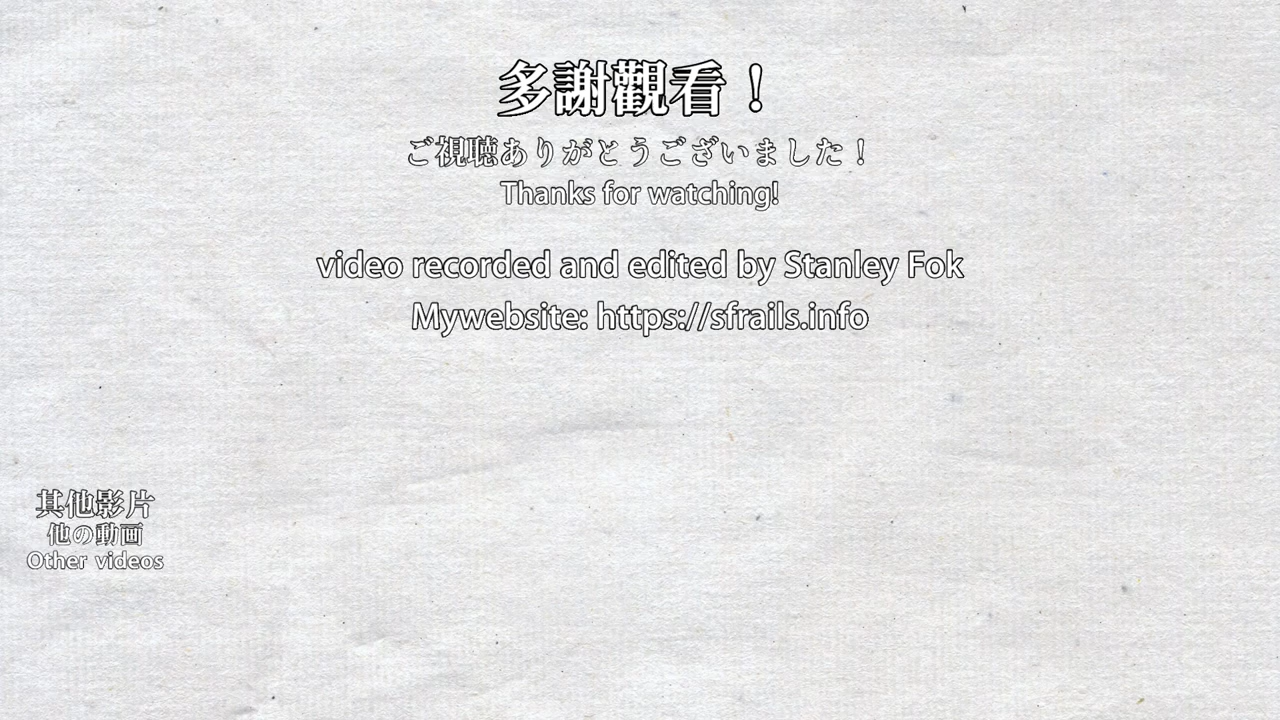 多謝觀看！
ご視聴ありがとうございました！
Thanks for watching!
video recorded and edited by Stanley Fok
Mywebsite: https://sfrails.info
其他影片
他の動画
Other videos